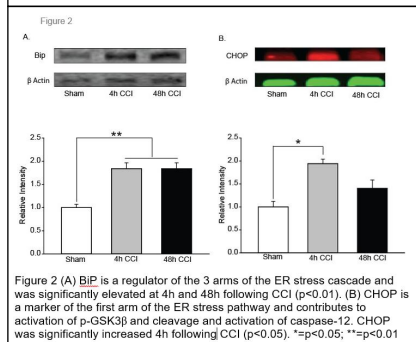 Figure 2
A.
B.
Bip
β Actin
Sham 4h CCI 48h CCI
CHOP
β Actin
Sham 4h CCI 48h CCI
Relative Intensity
2.5
2.0
1.5
1.0
0.5
0.0
**
Sham 4h CCI 48h CCI
Relative Intensity
2.5
2.0
1.5
1.0
0.5
0.0
*
Sham 4h CCI 48h CCI
Figure 2 (A) BiP is a regulator of the 3 arms of the ER stress cascade and
was significantly elevated at 4h and 48h following CCI (p<0.01). (B) CHOP is
a marker of the first arm of the ER stress pathway and contributes to
activation of p-GSK3β and cleavage and activation of caspase-12. CHOP
was significantly increased 4h following CCI (p<0.05). *=p<0.05; **=p<0.01